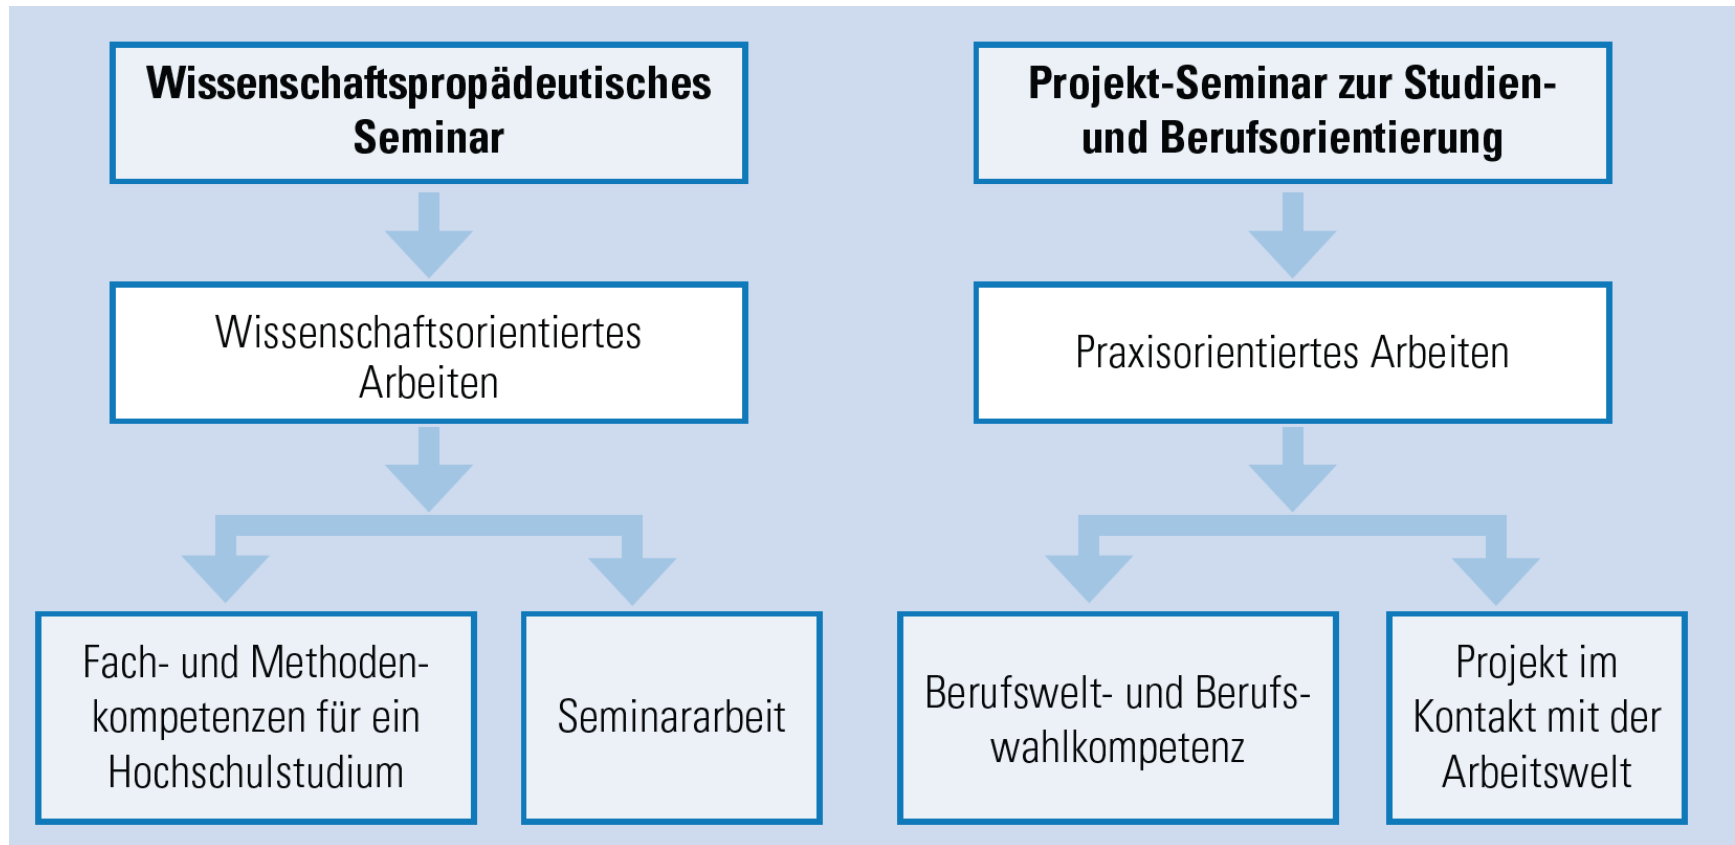 Wissenschaftspropädeutisches
Seminar
Projekt-Seminar zur Studien-
und Berufsorientierung
Wissenschaftsorientiertes
Arbeiten
Praxisorientiertes Arbeiten
Fach- und Methoden-
kompetenzen für ein
Hochschulstudium
Seminararbeit
Berufswelt- und Berufs-
wahlkompetenz
Projekt im
Kontakt mit der
Arbeitswelt